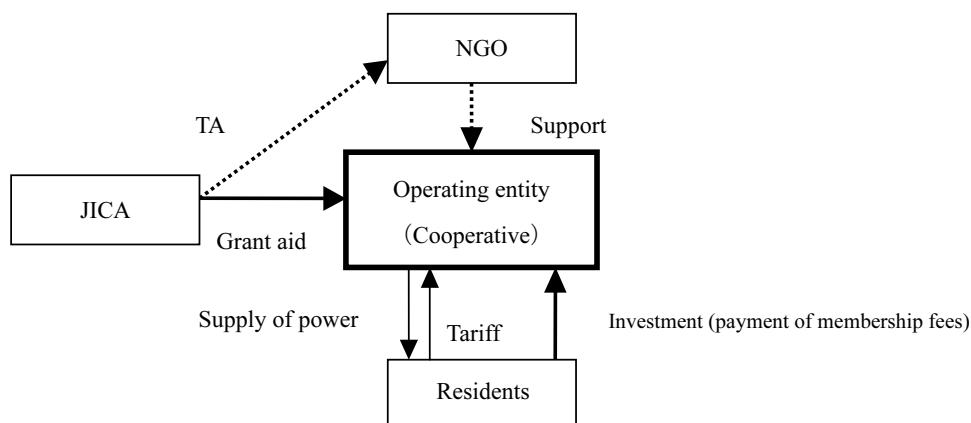 NGO
TA
Support
Operating entity
（Cooperative）
JICA
Grant aid
Supply of power
Tariff
Investment (payment of membership fees)
Residents